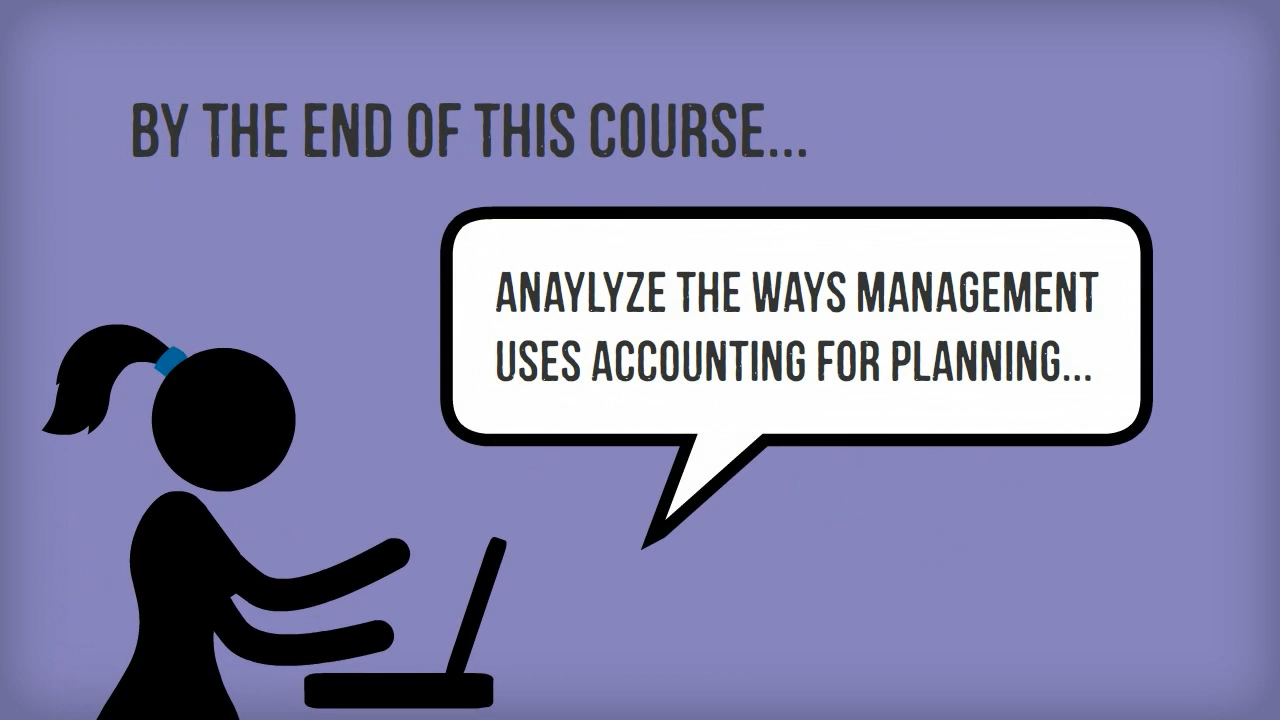 BY THE END OF THIS COURSE...
ANAYLYZE THE WAYS MANAGEMENT
USES ACCOUNTING FOR PLANNING...